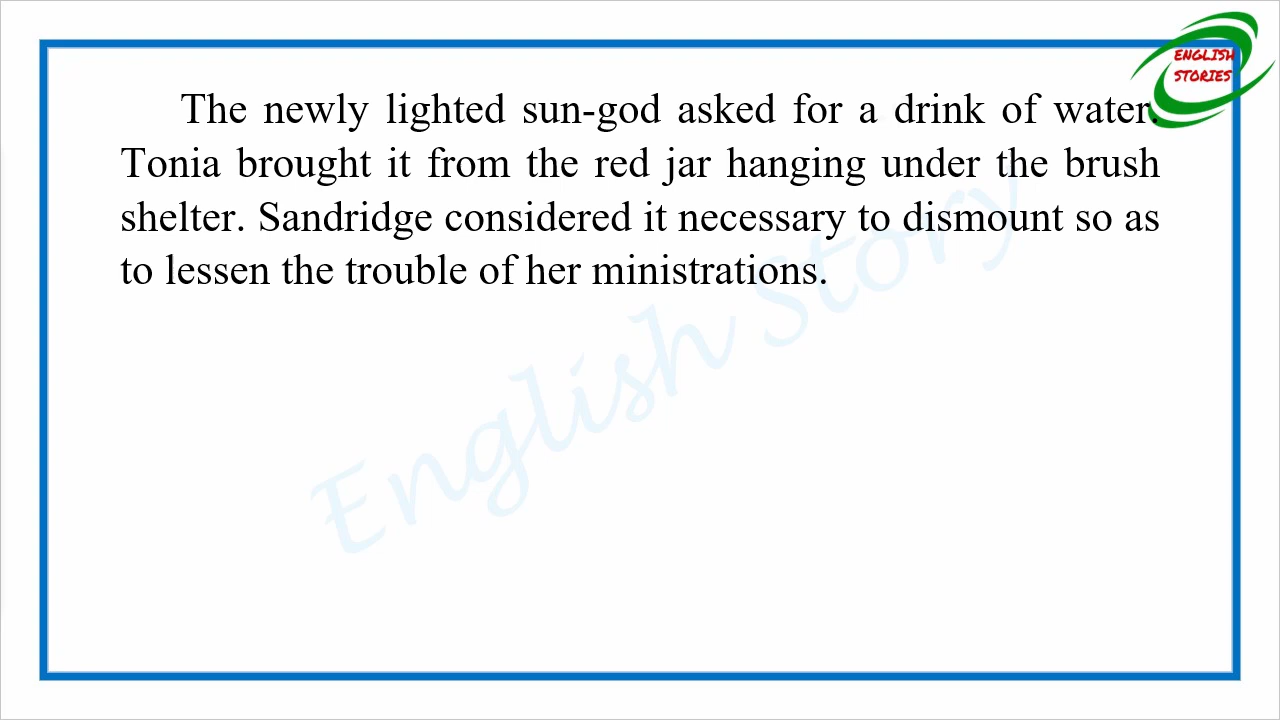 ENGLISH
STORIES
The newly lighted sun-god asked for a drink of water.
Tonia brought it from the red jar hanging under the brush
shelter. Sandridge considered it necessary to dismount so as
to lessen the trouble of her ministrations.
English Story